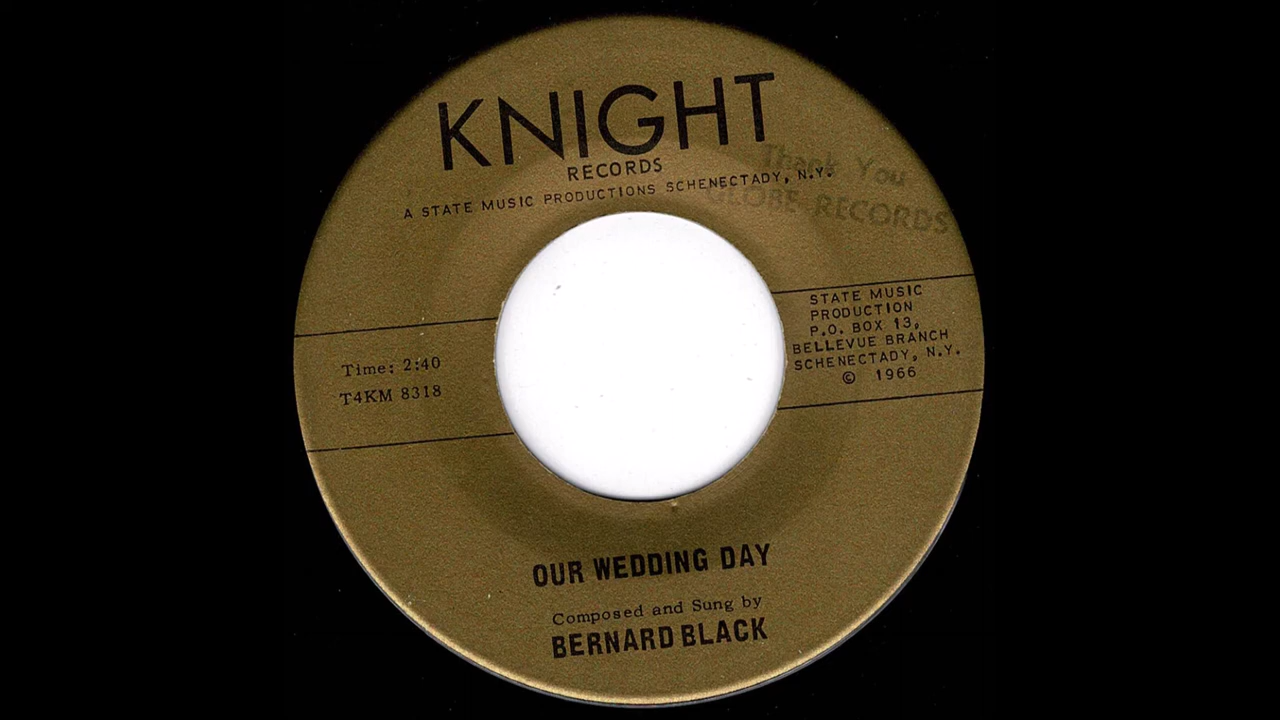 KNIGHT
RECORDS
A STATE MUSIC PRODUCTIONS SCHENECTADY, N.Y.
Thank You
GLOBE RECORDS
Time: 2:40
T4KM 8318
STATE MUSIC
PRODUCTION
P.O. BOX 13,
BELLEVUE BRANCH
SCHENECTADY, N.Y.
© 1966
OUR WEDDING DAY
Composed and Sung by
BERNARD BLACK